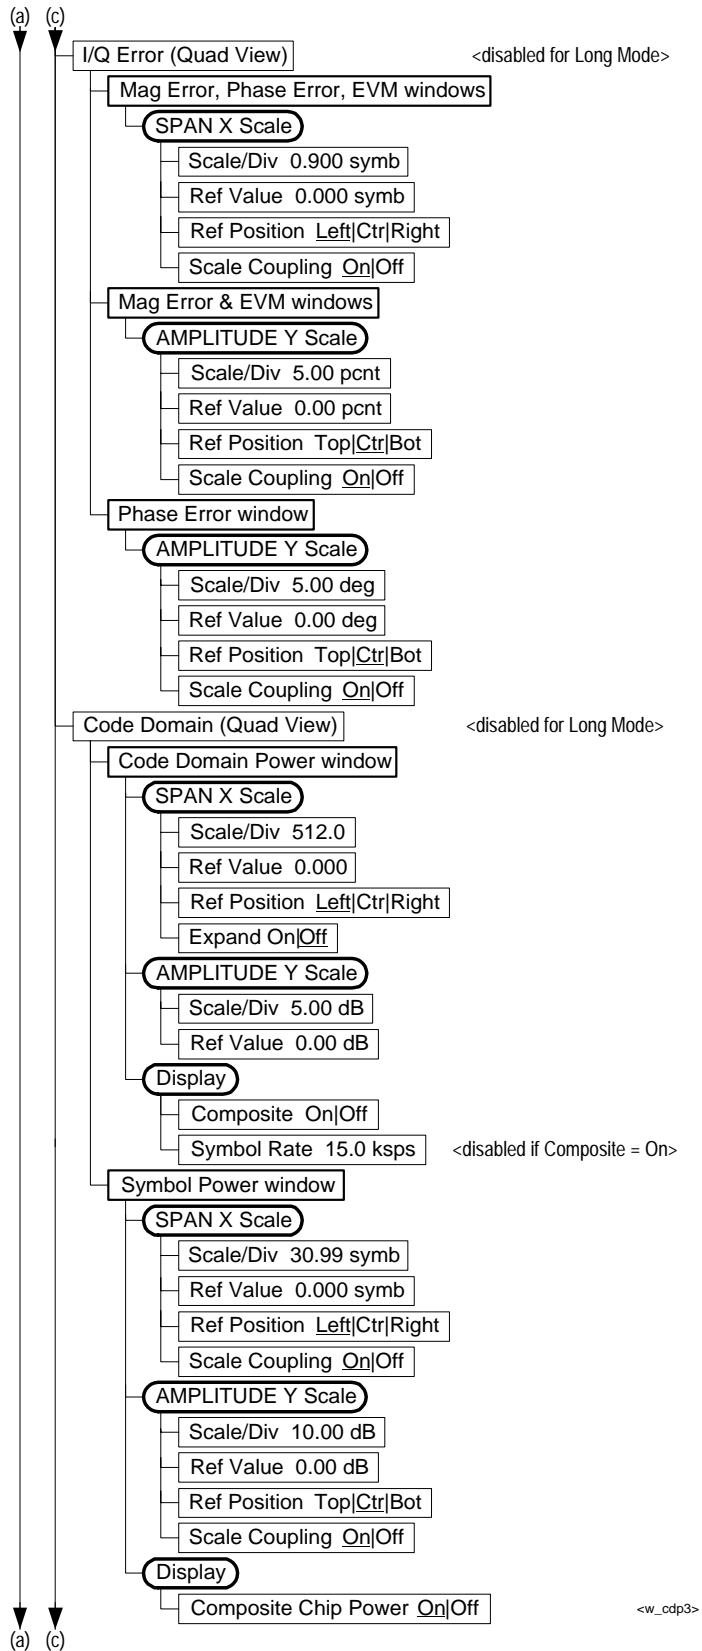 (a) (c)
I/Q Error (Quad View) <disabled for Long Mode>
Mag Error, Phase Error, EVM windows
SPAN X Scale
Scale/Div 0.900 symb
Ref Value 0.000 symb
Ref Position Left|Ctr|Right
Scale Coupling On|Off
Mag Error & EVM windows
AMPLITUDE Y Scale
Scale/Div 5.00 pcnt
Ref Value 0.00 pcnt
Ref Position Top|Ctr|Bot
Scale Coupling On|Off
Phase Error window
AMPLITUDE Y Scale
Scale/Div 5.00 deg
Ref Value 0.00 deg
Ref Position Top|Ctr|Bot
Scale Coupling On|Off
Code Domain (Quad View) <disabled for Long Mode>
Code Domain Power window
SPAN X Scale
Scale/Div 512.0
Ref Value 0.000
Ref Position Left|Ctr|Right
Expand On|Off
AMPLITUDE Y Scale
Scale/Div 5.00 dB
Ref Value 0.00 dB
Display
Composite On|Off
Symbol Rate 15.0 ksps <disabled if Composite = On>
Symbol Power window
SPAN X Scale
Scale/Div 30.99 symb
Ref Value 0.000 symb
Ref Position Left|Ctr|Right
Scale Coupling On|Off
AMPLITUDE Y Scale
Scale/Div 10.00 dB
Ref Value 0.00 dB
Ref Position Top|Ctr|Bot
Scale Coupling On|Off
Display
Composite Chip Power On|Off
<w_cdp3>
(a) (c)